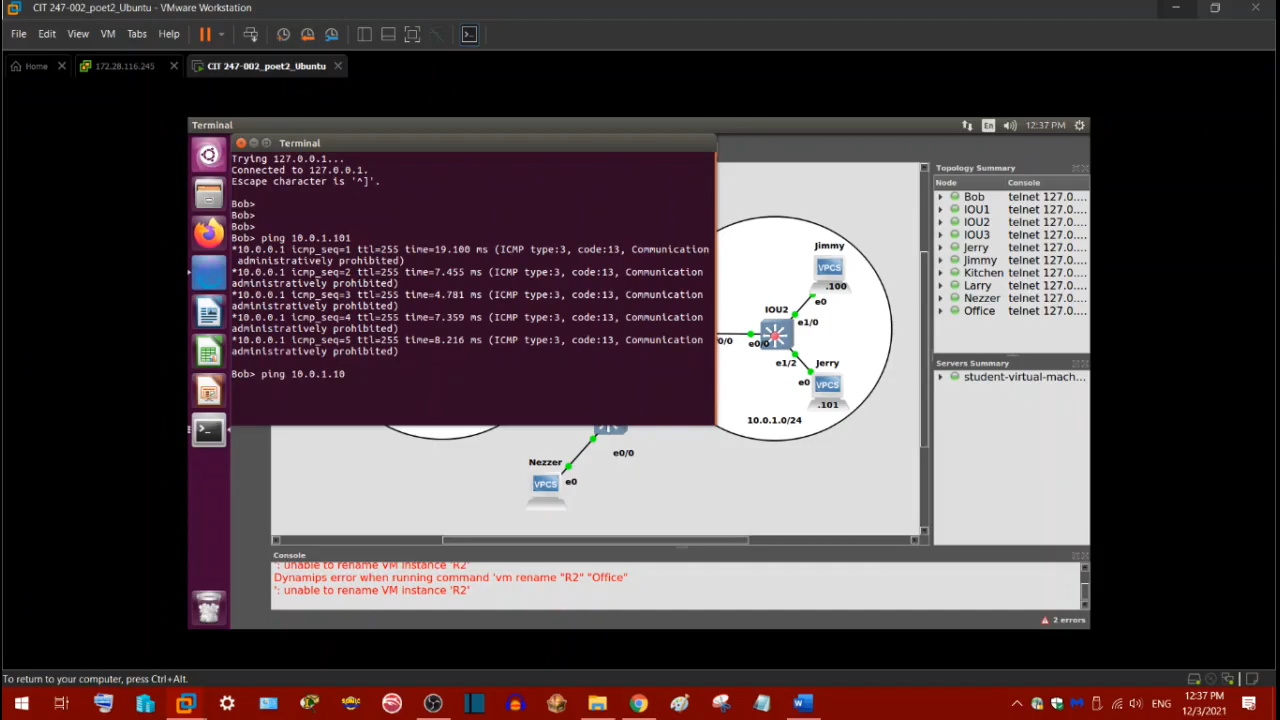 CIT 247-002_poet2_Ubuntu - VMware Workstation
File Edit View VM Tabs Help
Home 172.28.116.245 CIT 247-002_poet2_Ubuntu
Terminal En 12:37 PM
Terminal
Trying 127.0.0.1...
Connected to 127.0.0.1.
Escape character is '^]'.
Bob>
Bob>
Bob>
Bob> ping 10.0.1.101
*10.0.0.1 icmp_seq=1 ttl=255 time=19.100 ms (ICMP type:3, code:13, Communication
administratively prohibited)
*10.0.0.1 icmp_seq=2 ttl=255 time=7.455 ms (ICMP type:3, code:13, Communication
administratively prohibited)
*10.0.0.1 icmp_seq=3 ttl=255 time=4.781 ms (ICMP type:3, code:13, Communication
administratively prohibited)
*10.0.0.1 icmp_seq=4 ttl=255 time=7.359 ms (ICMP type:3, code:13, Communication
administratively prohibited)
*10.0.0.1 icmp_seq=5 ttl=255 time=8.216 ms (ICMP type:3, code:13, Communication
administratively prohibited)
Bob> ping 10.0.1.10
Jimmy
VPCS
.100
e0
IOU2
e1/0
0/0
e0/0
e1/2
Jerry
e0
VPCS
.101
10.0.1.0/24
e0/0
Nezzer
VPCS
e0
Topology Summary
Node Console
Bob telnet 127.0....
IOU1 telnet 127.0....
IOU2 telnet 127.0....
IOU3 telnet 127.0....
Jerry telnet 127.0....
Jimmy telnet 127.0....
Kitchen telnet 127.0....
Larry telnet 127.0....
Nezzer telnet 127.0....
Office telnet 127.0....
Servers Summary
student-virtual-mach...
Console
': unable to rename VM instance 'R2'
Dynamips error when running command 'vm rename "R2" "Office"
': unable to rename VM instance 'R2'
2 errors
To return to your computer, press Ctrl+Alt.
ENG
12:37 PM
12/3/2021